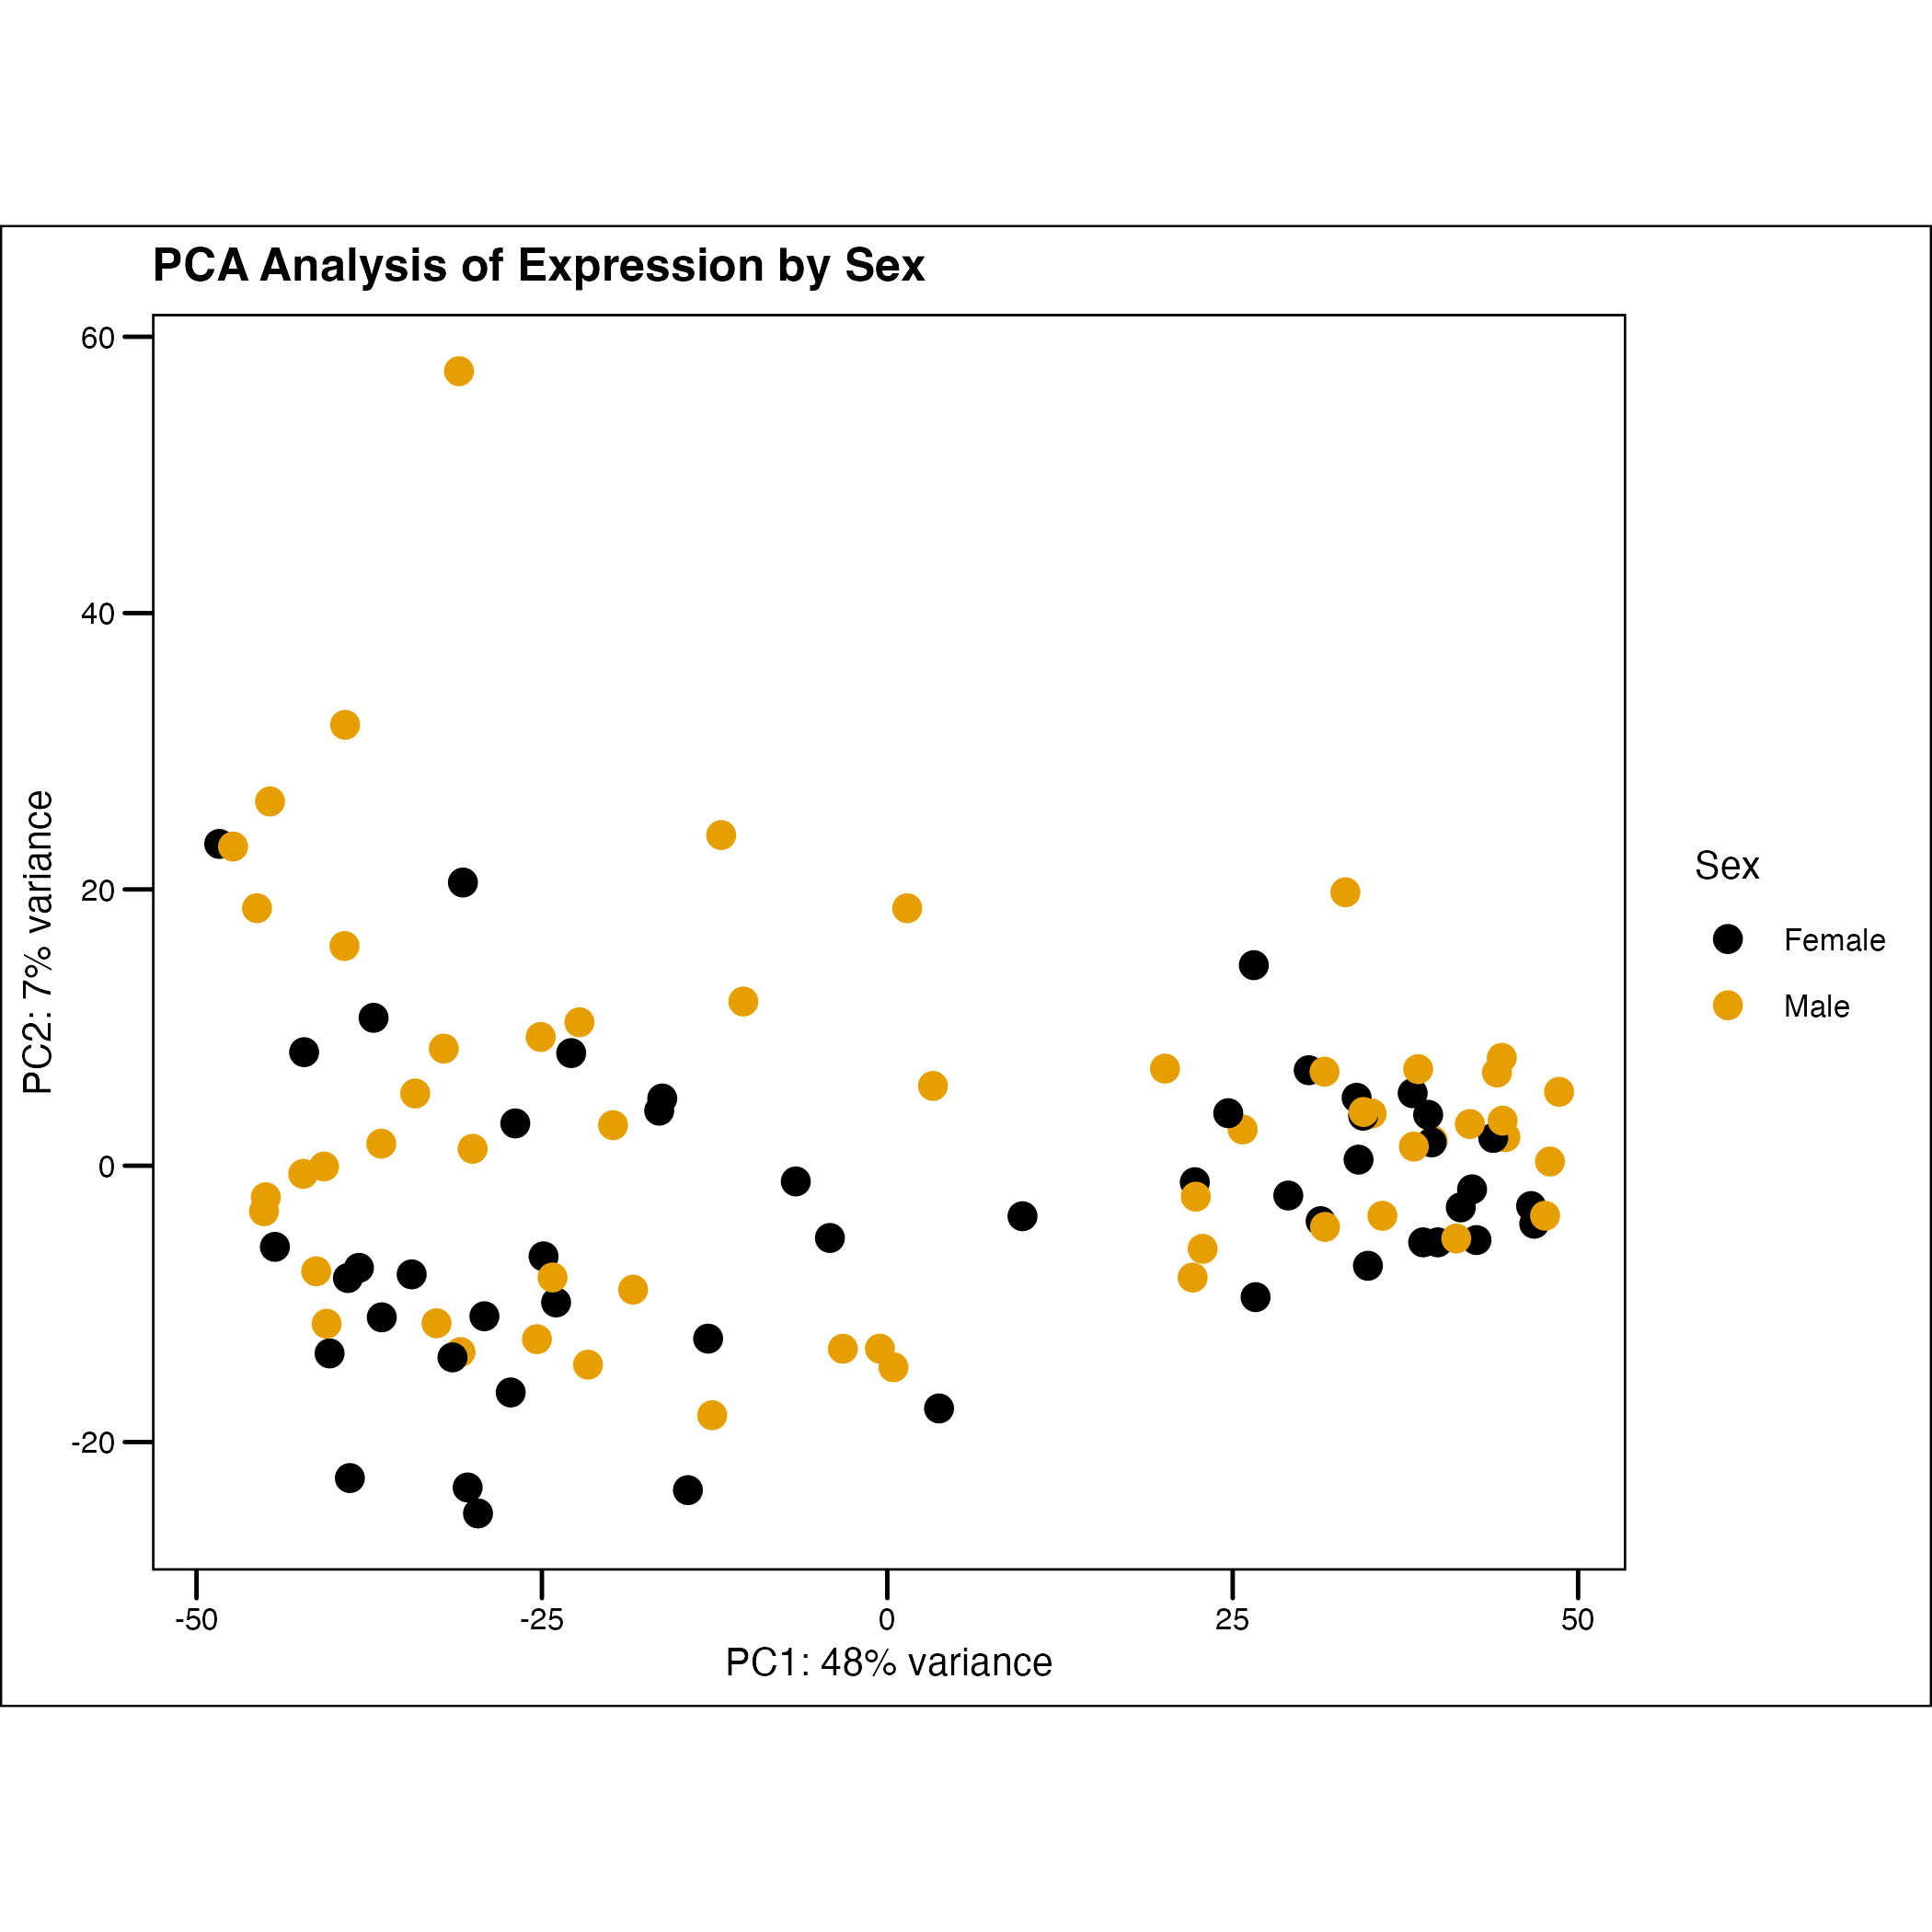 PCA Analysis of Expression by Sex
60
40
20
0
-20
PC2: 7% variance
-50
-25
0
25
50
PC1: 48% variance
Sex
Female
Male